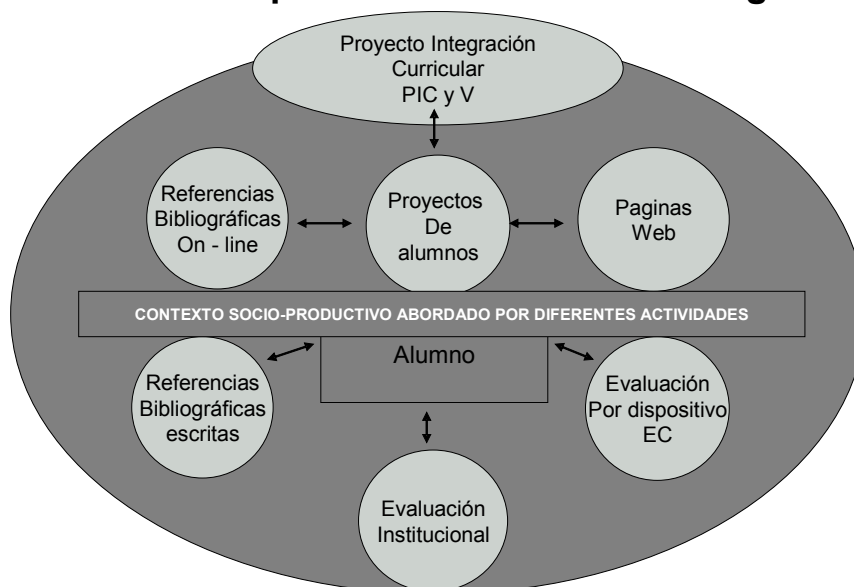 Proyecto Integración
Curricular
PIC y V
Referencias
Bibliográficas
On - line
Proyectos
De
alumnos
Paginas
Web
CONTEXTO SOCIO-PRODUCTIVO ABORDADO POR DIFERENTES ACTIVIDADES
Alumno
Referencias
Bibliográficas
escritas
Evaluación
Por dispositivo
EC
Evaluación
Institucional